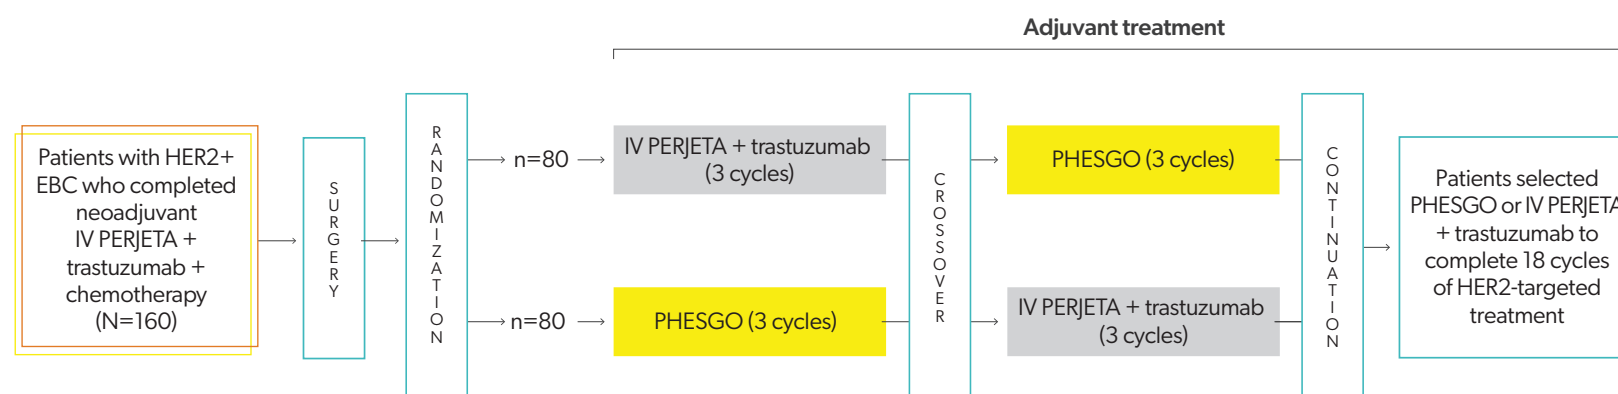 Adjuvant treatment
Patients with HER2+
EBC who completed
neoadjuvant
IV PERJETA +
trastuzumab +
chemotherapy
(N=160)
SURGERY
RANDOMIZATION
n=80
IV PERJETA + trastuzumab
(3 cycles)
n=80
PHESGO (3 cycles)
CROSSOVER
PHESGO (3 cycles)
IV PERJETA + trastuzumab
(3 cycles)
CONTINUATION
Patients selected
PHESGO or IV PERJETA
+ trastuzumab to
complete 18 cycles
of HER2-targeted
treatment